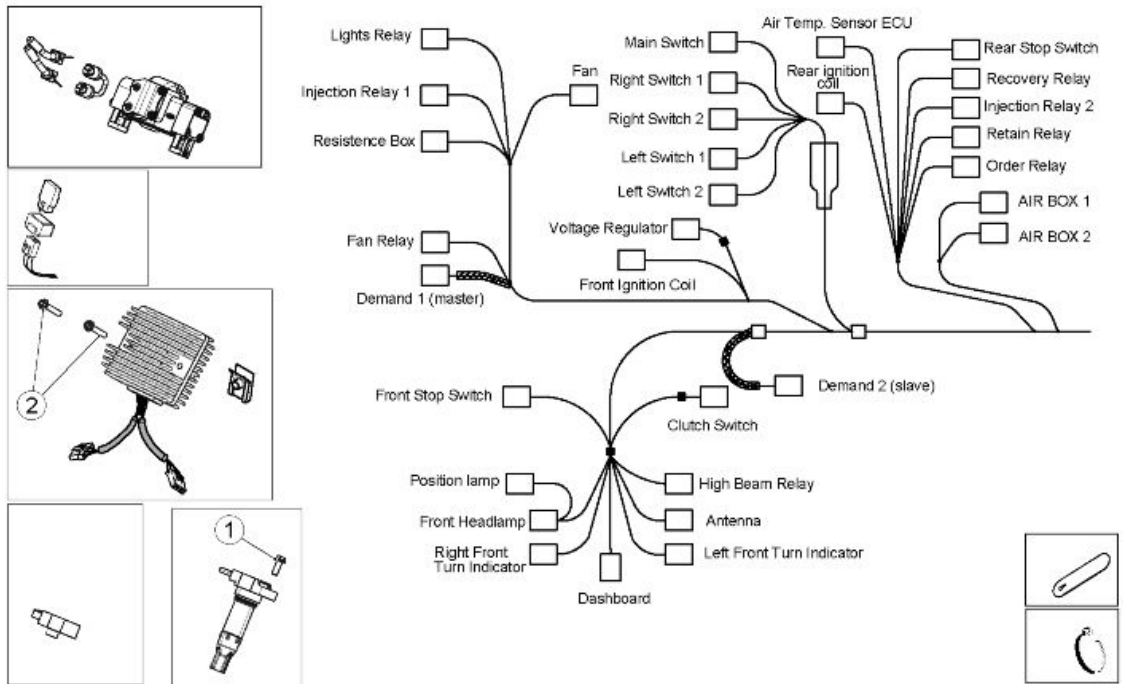 Lights Relay
Injection Relay 1
Resistence Box
Fan
Fan Relay
Demand 1 (master)
Main Switch
Right Switch 1
Right Switch 2
Left Switch 1
Left Switch 2
Voltage Regulator
Front Ignition Coil
Air Temp. Sensor ECU
Rear ignition
coil
Rear Stop Switch
Recovery Relay
Injection Relay 2
Retain Relay
Order Relay
AIR BOX 1
AIR BOX 2
Demand 2 (slave)
Front Stop Switch
Clutch Switch
Position lamp
Front Headlamp
Right Front
Turn Indicator
Dashboard
High Beam Relay
Antenna
Left Front Turn Indicator
2
1